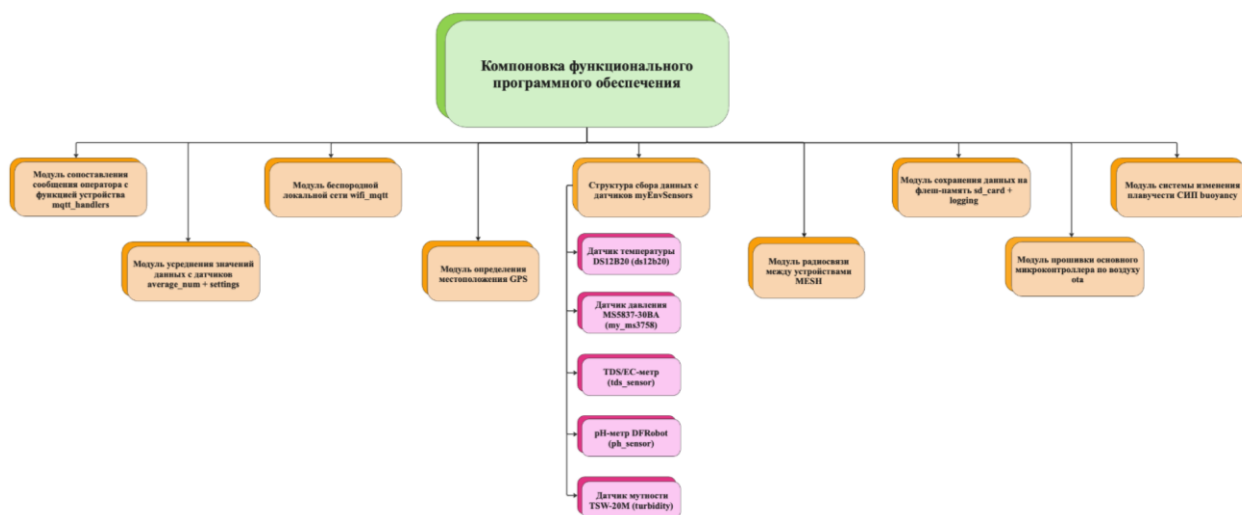 Компоновка функционального
программного обеспечения
Модуль сопоставления
сообщения оператора с
функцией устройства
mqtt_handlers
Модуль беспородной
локальной сети wifi_mqtt
Структура сбора данных с
датчиков myEnvSensors
Модуль сохранения данных на
флеш-память sd_card +
logging
Модуль системы изменения
плавучести СИП buoyancy
Модуль усреднения значений
данных с датчиков
average_num + settings
Модуль определения
местоположения GPS
Модуль радиосвязи
между устройствами
MESH
Модуль прошивки основного
микроконтроллера по воздуху
ota
Датчик температуры
DS12B20 (ds12b20)
Датчик давления
MS5837-30BA
(my_ms3758)
TDS/EC-метр
(tds_sensor)
pH-метр DFRobot
(ph_sensor)
Датчик мутности
TSW-20M (turbidity)